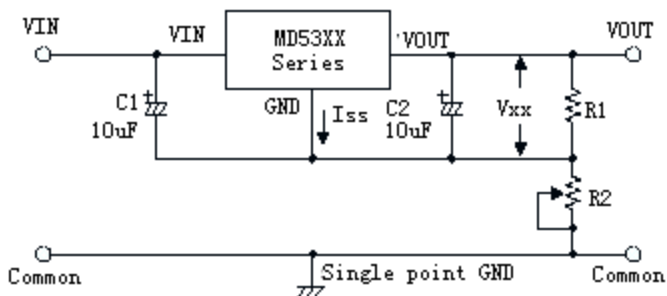 VIN
VIN
MD53XX
Series
VOUT
VOUT
C1
+
10uF
GND
Iss
C2
+
10uF
Vxx
R1
R2
Common
Single point GND
Common